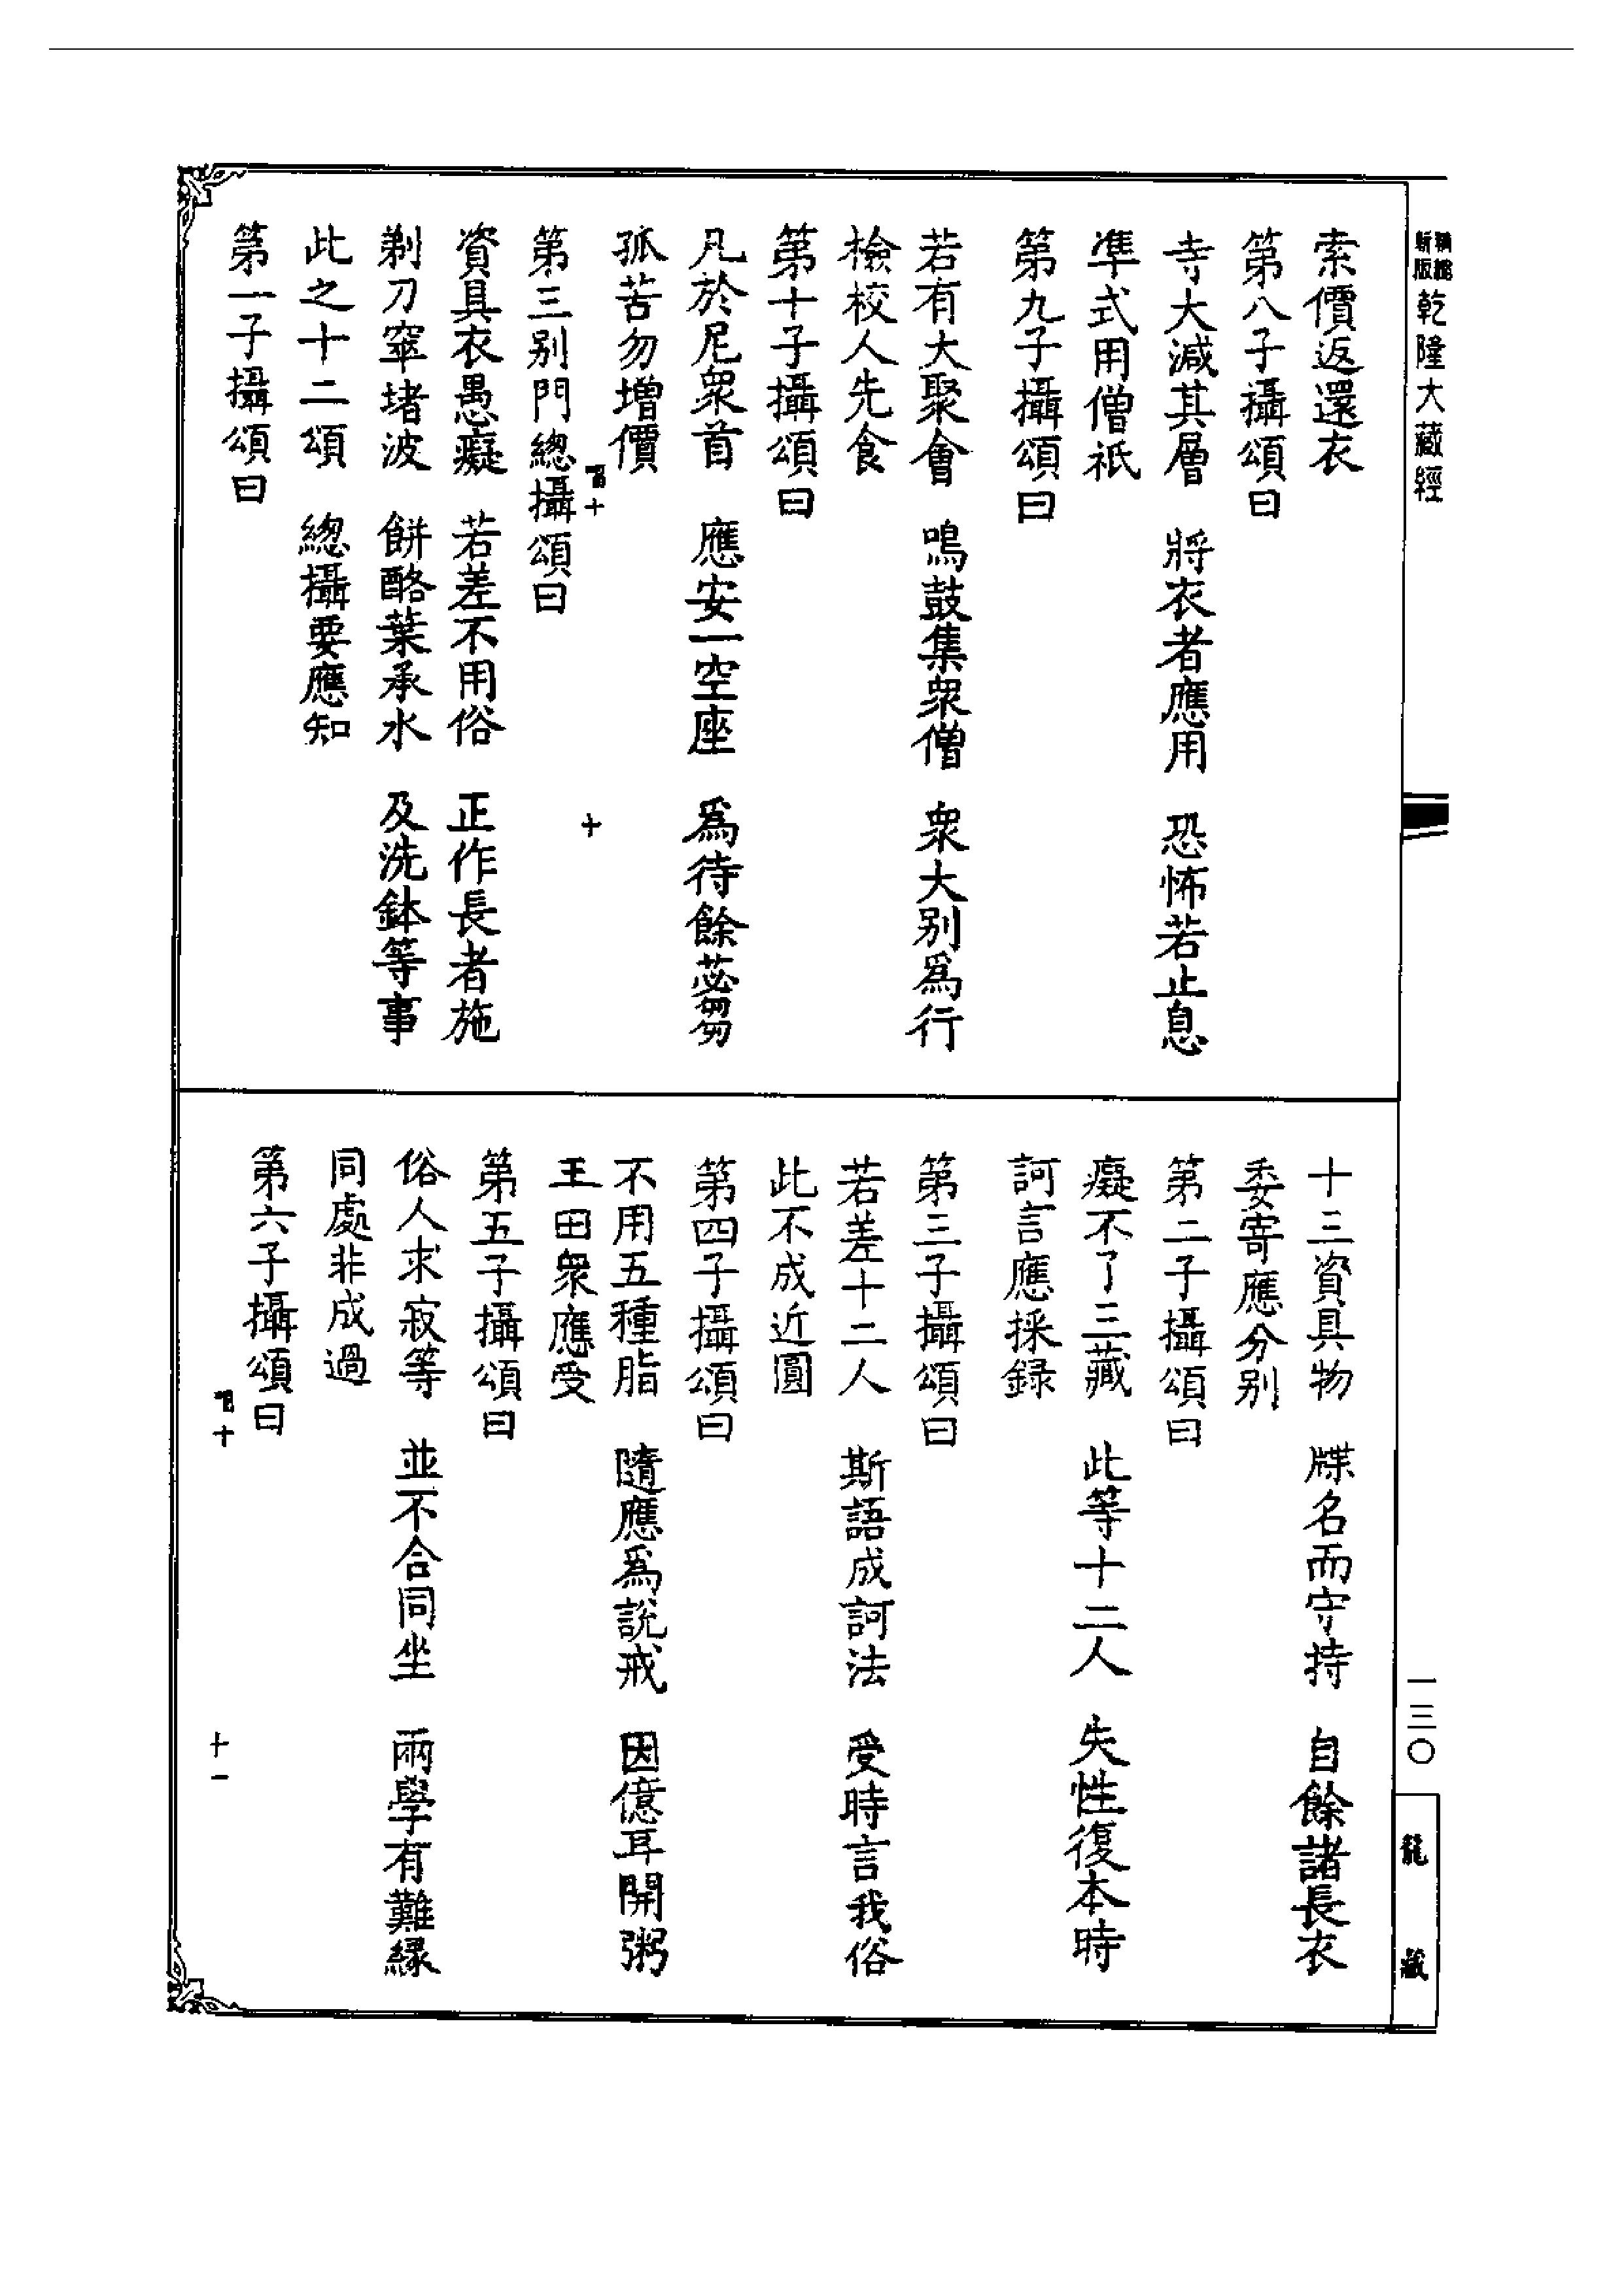 乾隆大藏經
索價返還衣
第八子攝頌曰
寺大減其層　將衣者應用　恐怖若止息
準式用僧祇
第九子攝頌曰
若有大聚會　鳴鼓集衆僧　衆大别爲行
檢校人先食
第十子攝頌曰
凡於尼衆首　應安一空座　爲待餘苾芻
孤苦勿增價
十
第三别門總攝頌曰
資具衣愚癡　若差不用俗　正作長者施
剃刀窣堵波　餅酪葉承水　及洗鉢等事
此之十二頌　總攝要應知
第一子攝頌曰
一三〇
龍藏
十三資具物　牒名而守持　自餘諸長衣
委寄應分别
第二子攝頌曰
癡不了三藏　此等十二人　失性復本時
訶言應採録
第三子攝頌曰
若差十二人　斯語成訶法　受時言我俗
此不成近圓
第四子攝頌曰
不用五種脂　隨應爲説戒　因億耳開粥
王田衆應受
第五子攝頌曰
俗人求寂等　並不合同坐　兩學有難緣
同處非成過
第六子攝頌曰
十一